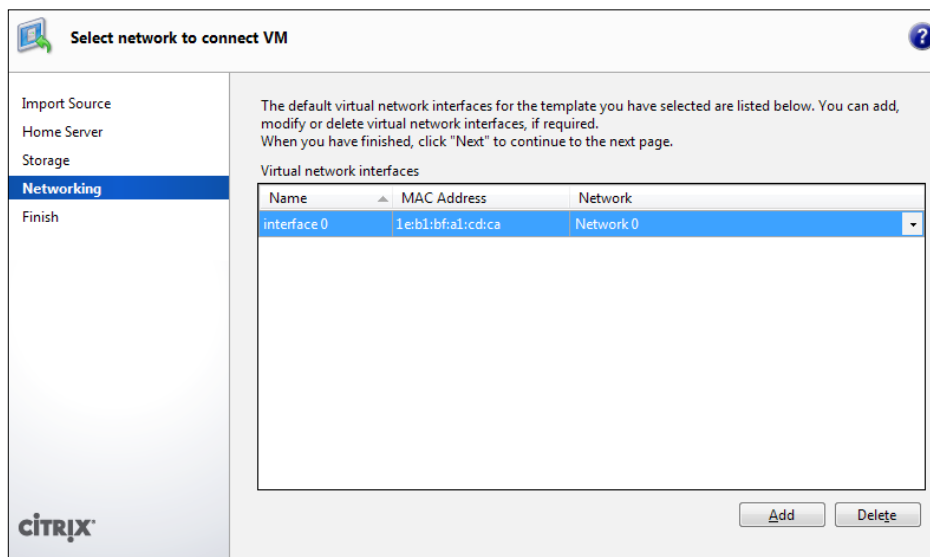 Select network to connect VM
?
Import Source
Home Server
Storage
Networking
Finish
The default virtual network interfaces for the template you have selected are listed below. You can add,
modify or delete virtual network interfaces, if required.
When you have finished, click "Next" to continue to the next page.
Virtual network interfaces
Name MAC Address Network
interface 0 1e:b1:bf:a1:cd:ca Network 0
Add Delete
CITRIX